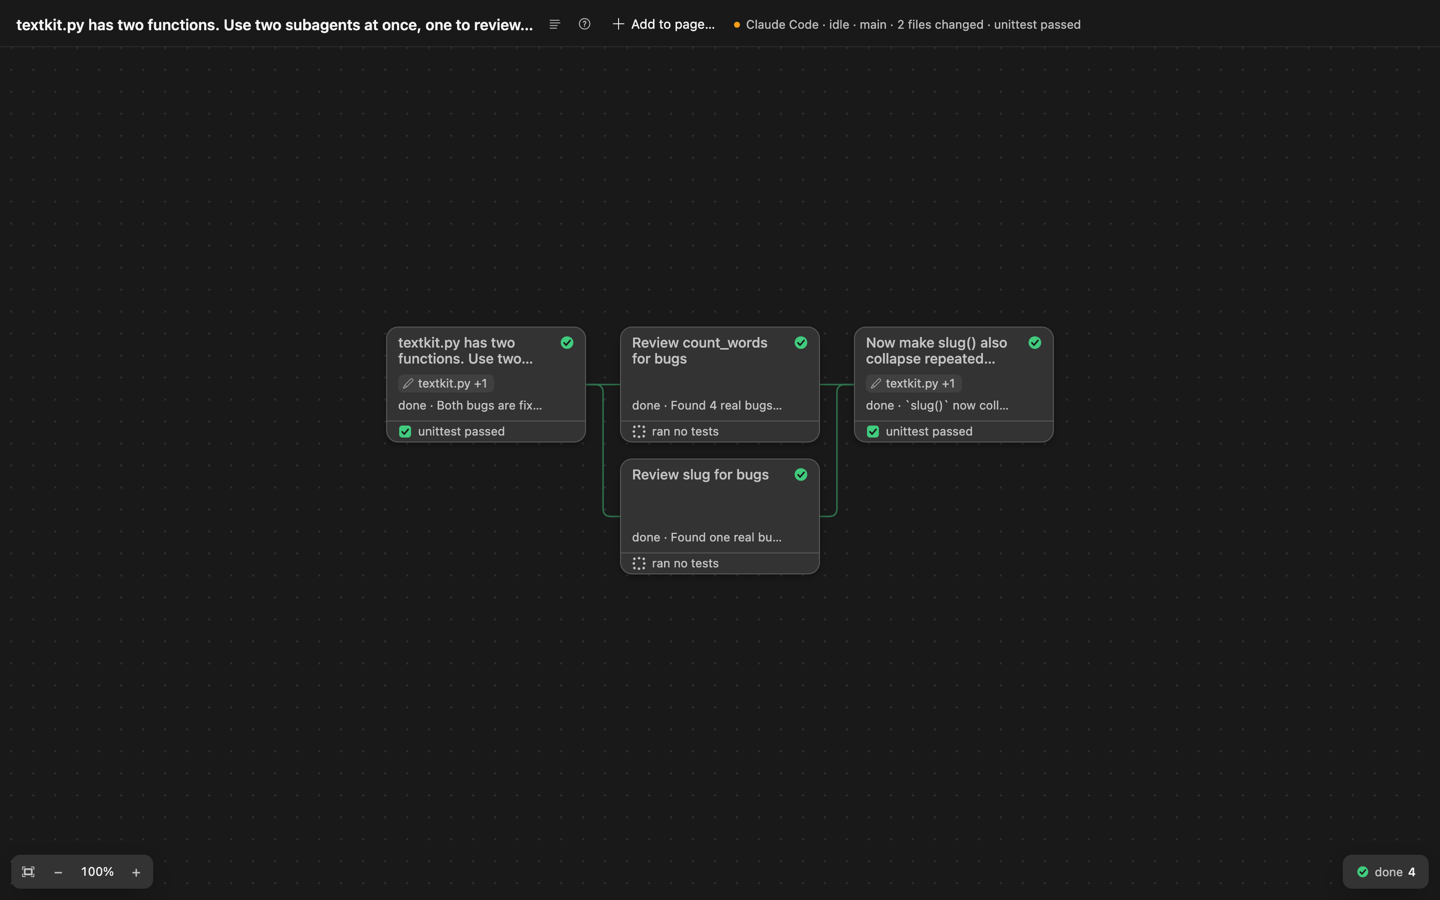 textkit.py has two functions. Use two subagents at once, one to review...
Add to page...
Claude Code · idle · main · 2 files changed · unittest passed
textkit.py has two
functions. Use two...
textkit.py +1
done · Both bugs are fix...
unittest passed
Review count_words
for bugs
done · Found 4 real bugs...
ran no tests
Review slug for bugs
done · Found one real bu...
ran no tests
Now make slug() also
collapse repeated...
textkit.py +1
done · `slug()` now coll...
unittest passed
100%
done 4